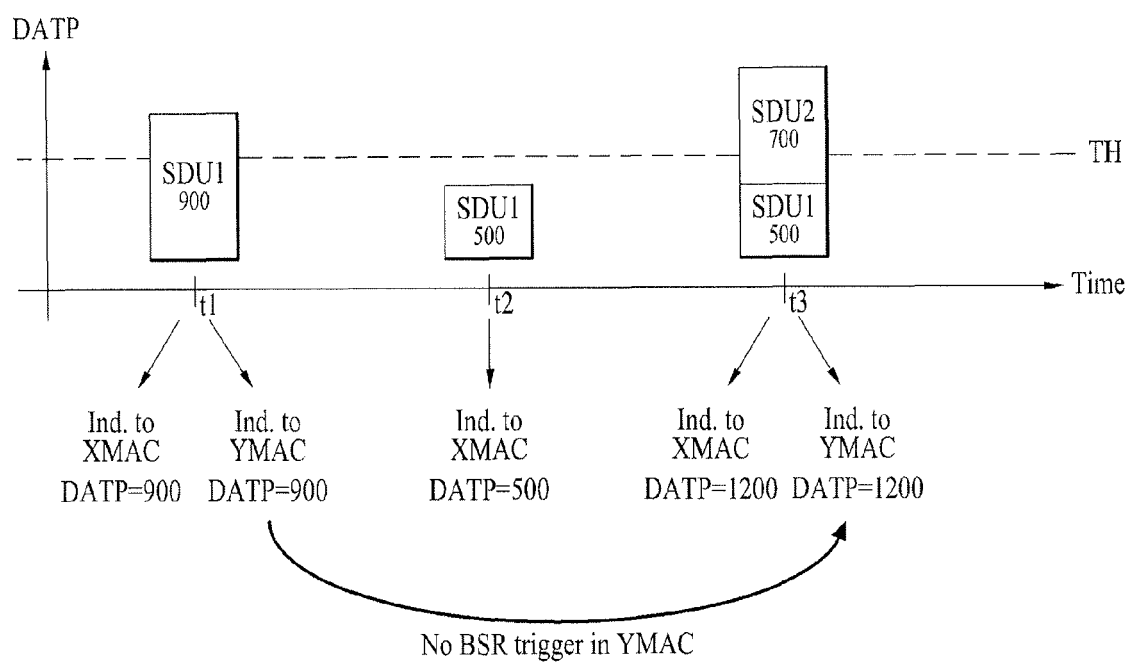 DATP
SDU1
900
SDU1
500
SDU2
700
SDU1
500
TH
Time
t1
t2
t3
Ind. to
XMAC
DATP=900
Ind. to
YMAC
DATP=900
Ind. to
XMAC
DATP=500
Ind. to
XMAC
DATP=1200
Ind. to
YMAC
DATP=1200
No BSR trigger in YMAC